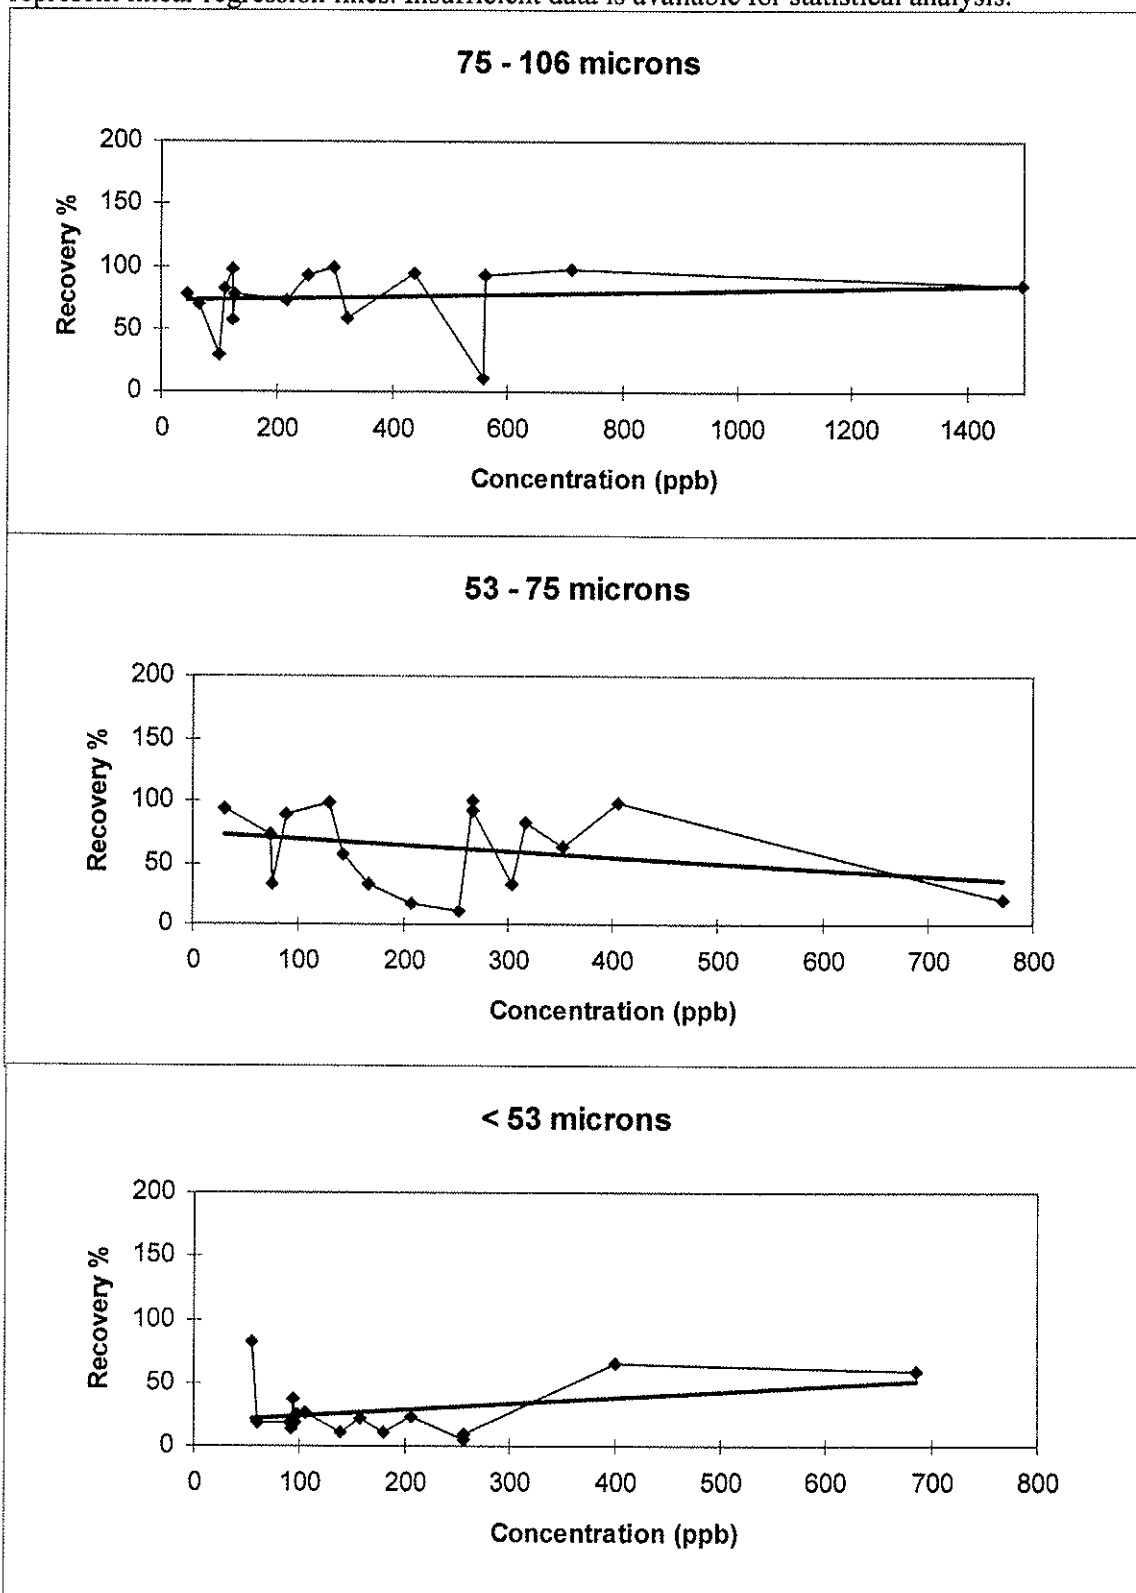 represent linear regression lines. Insufficient data is available for statistical analysis.
75 - 106 microns
200
150
100
50
0
Recovery %
0 200 400 600 800 1000 1200 1400
Concentration (ppb)
53 - 75 microns
200
150
100
50
0
Recovery %
0 100 200 300 400 500 600 700 800
Concentration (ppb)
< 53 microns
200
150
100
50
0
Recovery %
0 100 200 300 400 500 600 700 800
Concentration (ppb)